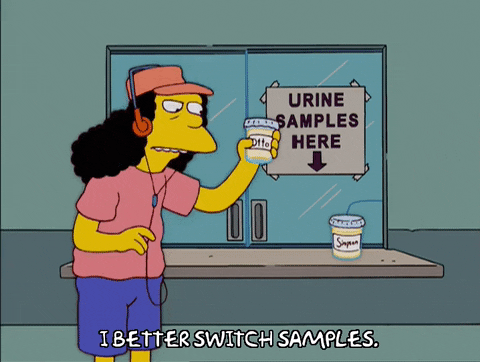 URINE
SAMPLES
HERE
Otto
Simpson
I BETTER SWITCH SAMPLES.